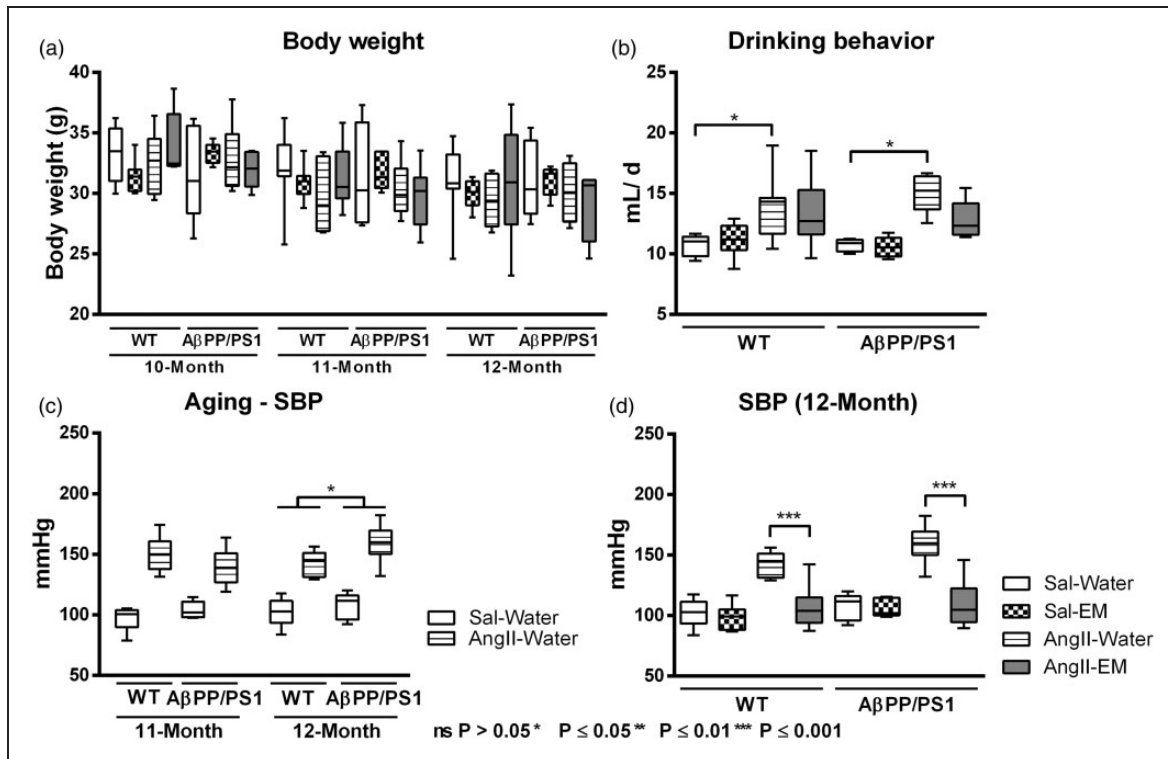 (a) Body weight
Body weight (g)
40
35
30
25
20
WT AβPP/PS1 WT AβPP/PS1 WT AβPP/PS1
10-Month 11-Month 12-Month
(b) Drinking behavior
mL/ d
25
20
15
10
5
* *
WT AβPP/PS1
(c) Aging - SBP
mmHg
250
200
150
100
50
*
Sal-Water
AngII-Water
WT AβPP/PS1 WT AβPP/PS1
11-Month 12-Month
(d) SBP (12-Month)
mmHg
250
200
150
100
50
*** ***
Sal-Water
Sal-EM
AngII-Water
AngII-EM
WT AβPP/PS1
ns P > 0.05 * P ≤ 0.05 ** P ≤ 0.01 *** P ≤ 0.001